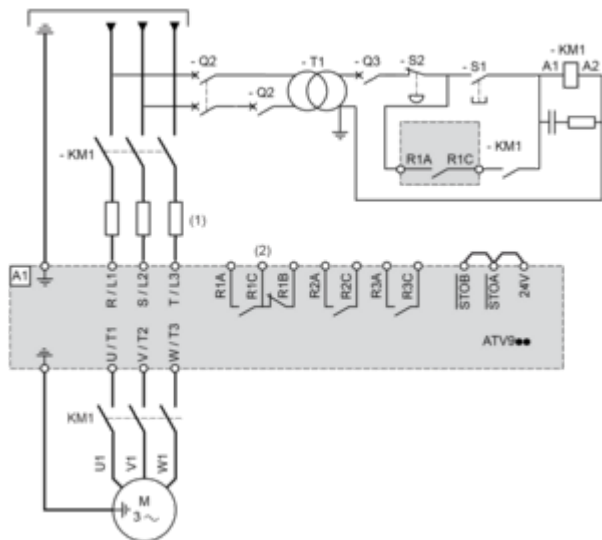 - Q2
- T1
- Q3
- S2
- S1
- KM1
A1
A2
- Q2
- KM1
R1A
R1C
- KM1
(1)
(2)
A1
R / L1
S / L2
T / L3
R1A
R1C
R1B
R2A
R2C
R3A
R3C
STOB
STOA
24V
U / T1
V / T2
W / T3
ATV9●●
KM1
U1
V1
W1
M
3 ~